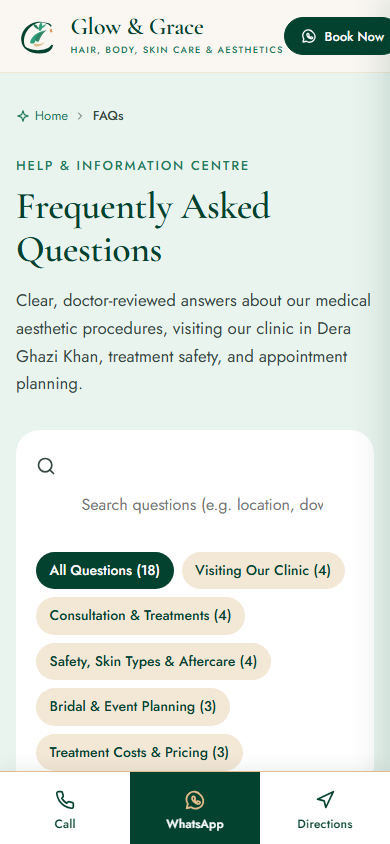 Glow & Grace
HAIR, BODY, SKIN CARE & AESTHETICS
Book Now
Home > FAQs
HELP & INFORMATION CENTRE
Frequently Asked
Questions
Clear, doctor-reviewed answers about our medical
aesthetic procedures, visiting our clinic in Dera
Ghazi Khan, treatment safety, and appointment
planning.
Search questions (e.g. location, dov
All Questions (18)
Visiting Our Clinic (4)
Consultation & Treatments (4)
Safety, Skin Types & Aftercare (4)
Bridal & Event Planning (3)
Treatment Costs & Pricing (3)
Call
WhatsApp
Directions